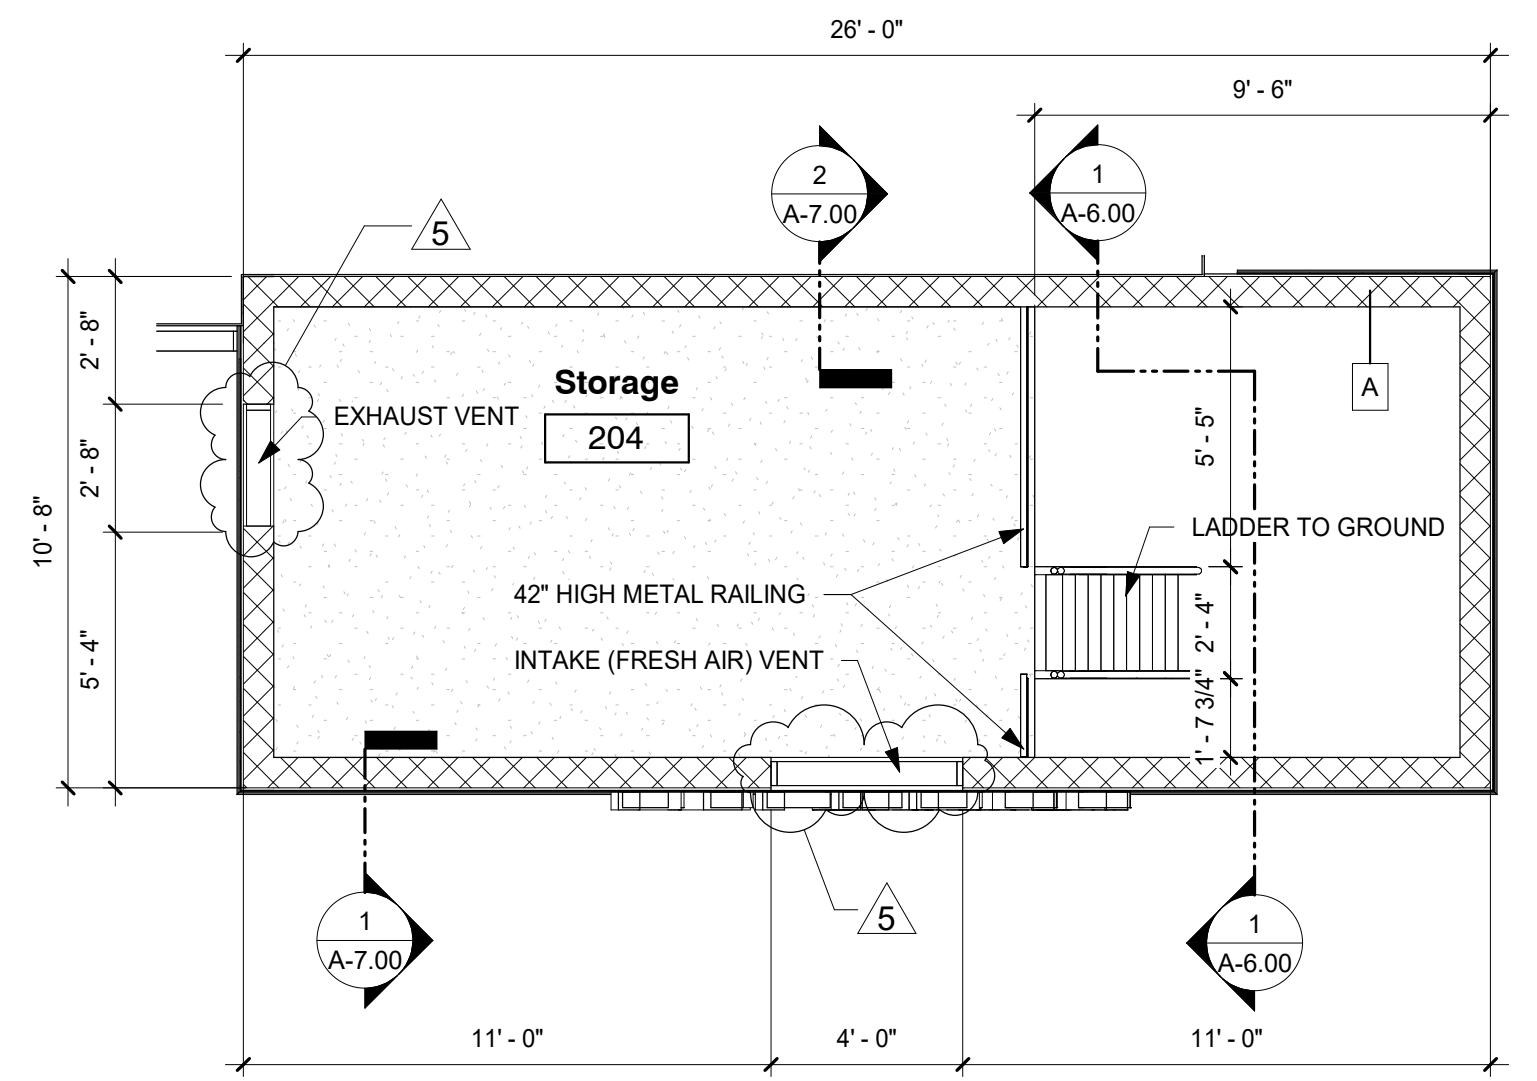 26' - 0"
9' - 6"
2
A-7.00
1
A-6.00
5
2' - 8"
Storage
204
A
EXHAUST VENT
5' - 5"
2' - 8"
10' - 8"
LADDER TO GROUND
42" HIGH METAL RAILING
2' - 4"
INTAKE (FRESH AIR) VENT
5' - 4"
1' - 7 3/4"
5
1
A-7.00
1
A-6.00
11' - 0"
4' - 0"
11' - 0"